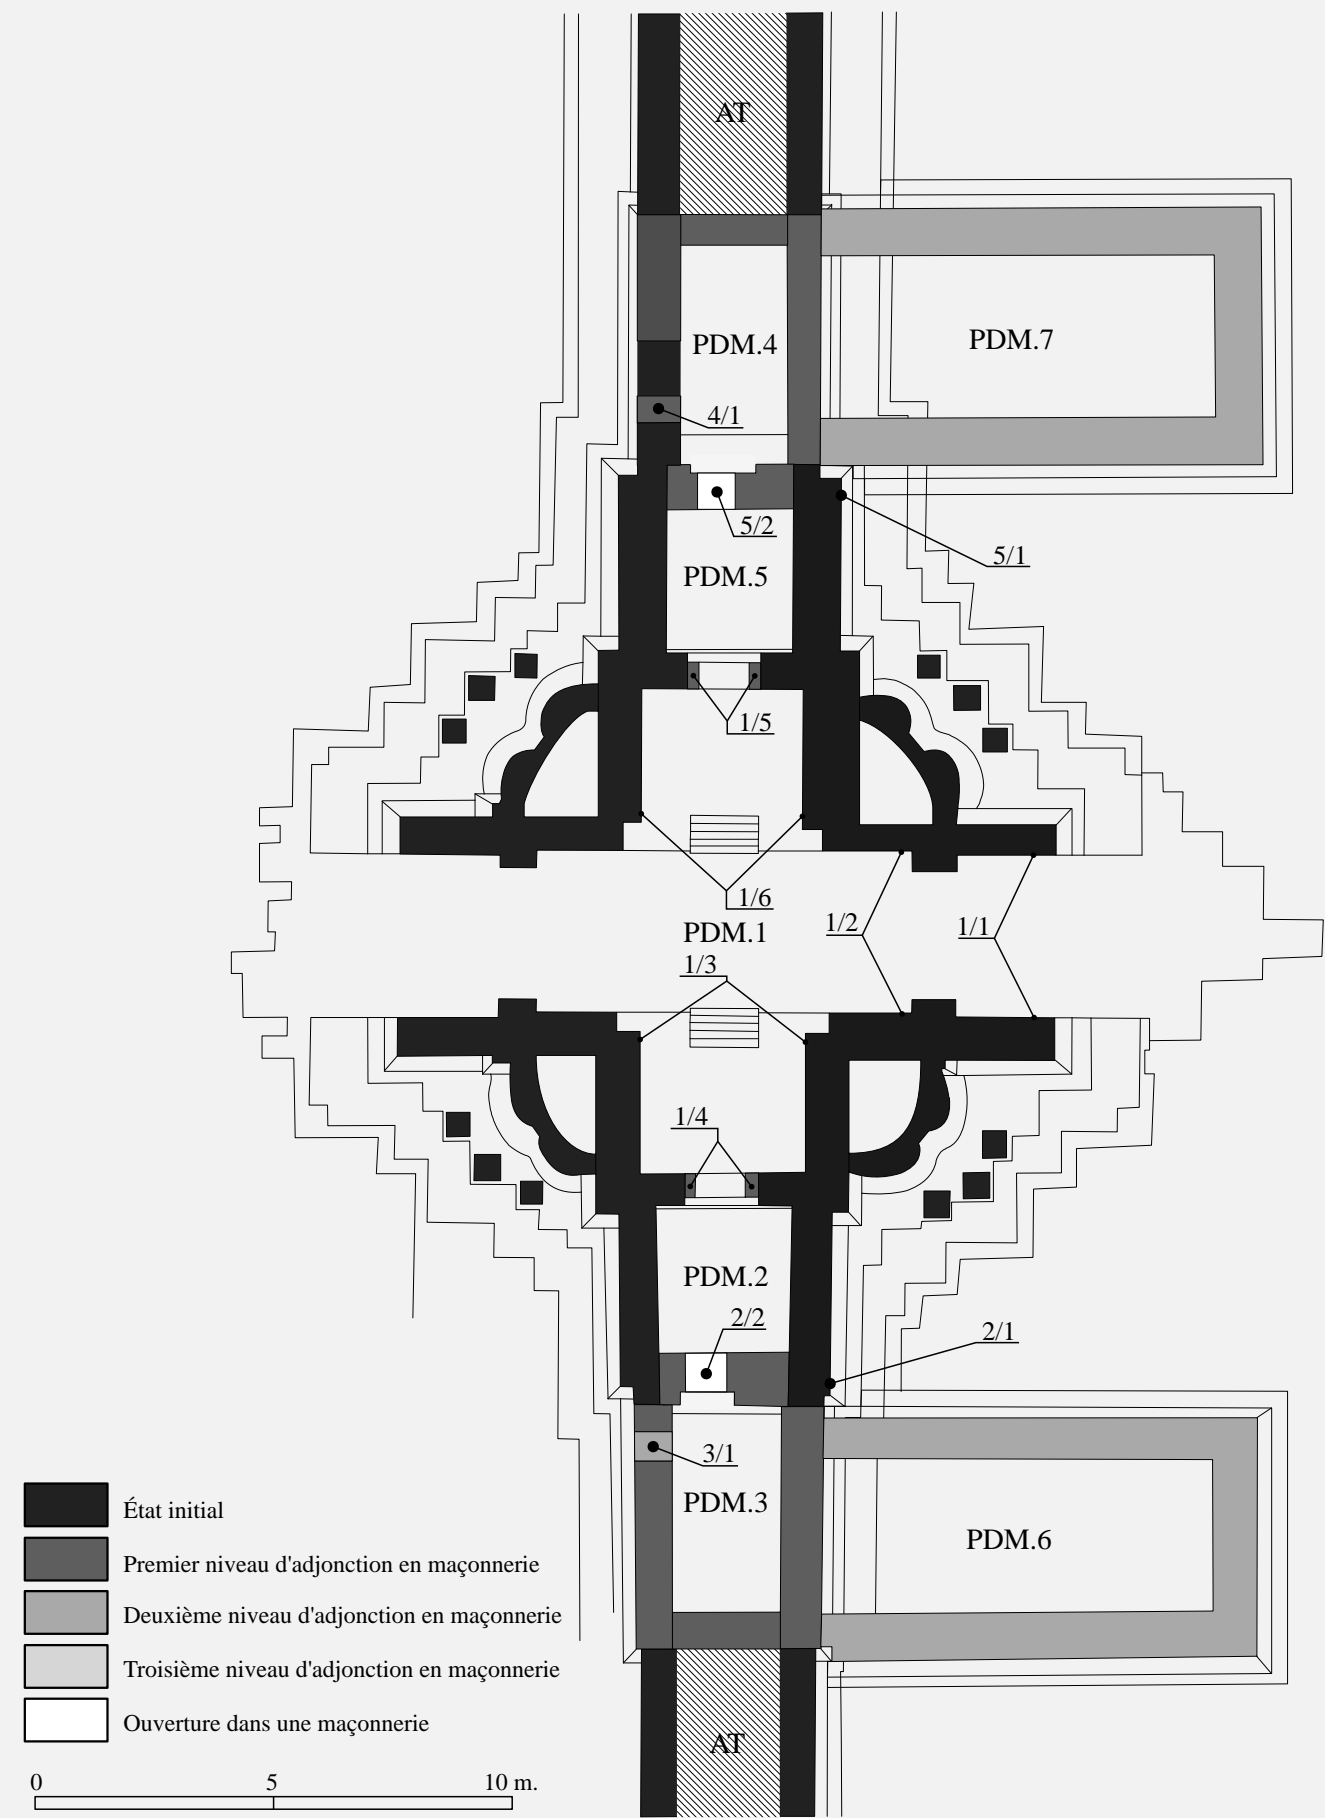 AT
PDM.4
PDM.7
4/1
5/2
5/1
PDM.5
1/5
1/6
1/2
1/1
PDM.1
1/3
1/4
PDM.2
2/2
2/1
3/1
PDM.3
PDM.6
AT
État initial
Premier niveau d'adjonction en maçonnerie
Deuxième niveau d'adjonction en maçonnerie
Troisième niveau d'adjonction en maçonnerie
Ouverture dans une maçonnerie
0 5 10 m.